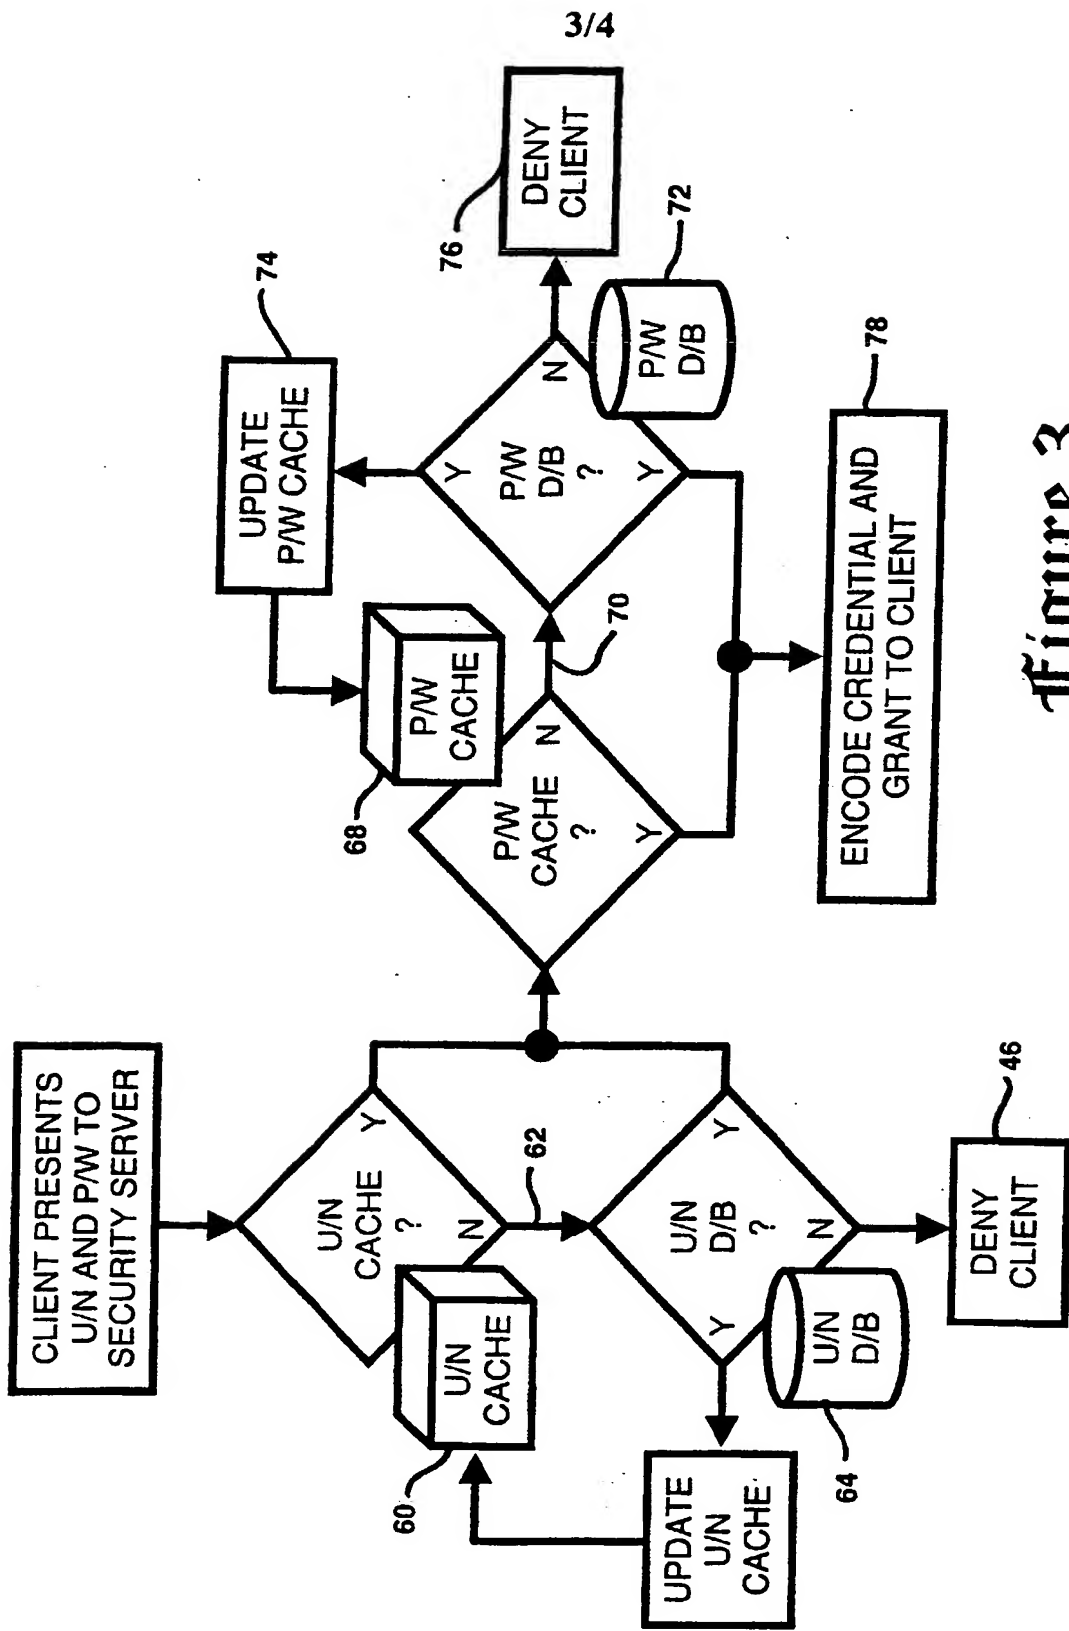 3/4
CLIENT PRESENTS
U/N AND P/W TO
SECURITY SERVER
U/N
CACHE
?
Y
N
U/N
CACHE
60
62
U/N
D/B
?
Y
Y
N
U/N
D/B
64
UPDATE
U/N
CACHE
DENY
CLIENT
46
P/W
CACHE
?
N
Y
P/W
CACHE
68
70
UPDATE
P/W CACHE
74
P/W
D/B
?
Y
N
Y
P/W
D/B
72
DENY
CLIENT
76
ENCODE CREDENTIAL AND
GRANT TO CLIENT
78
Figure 3